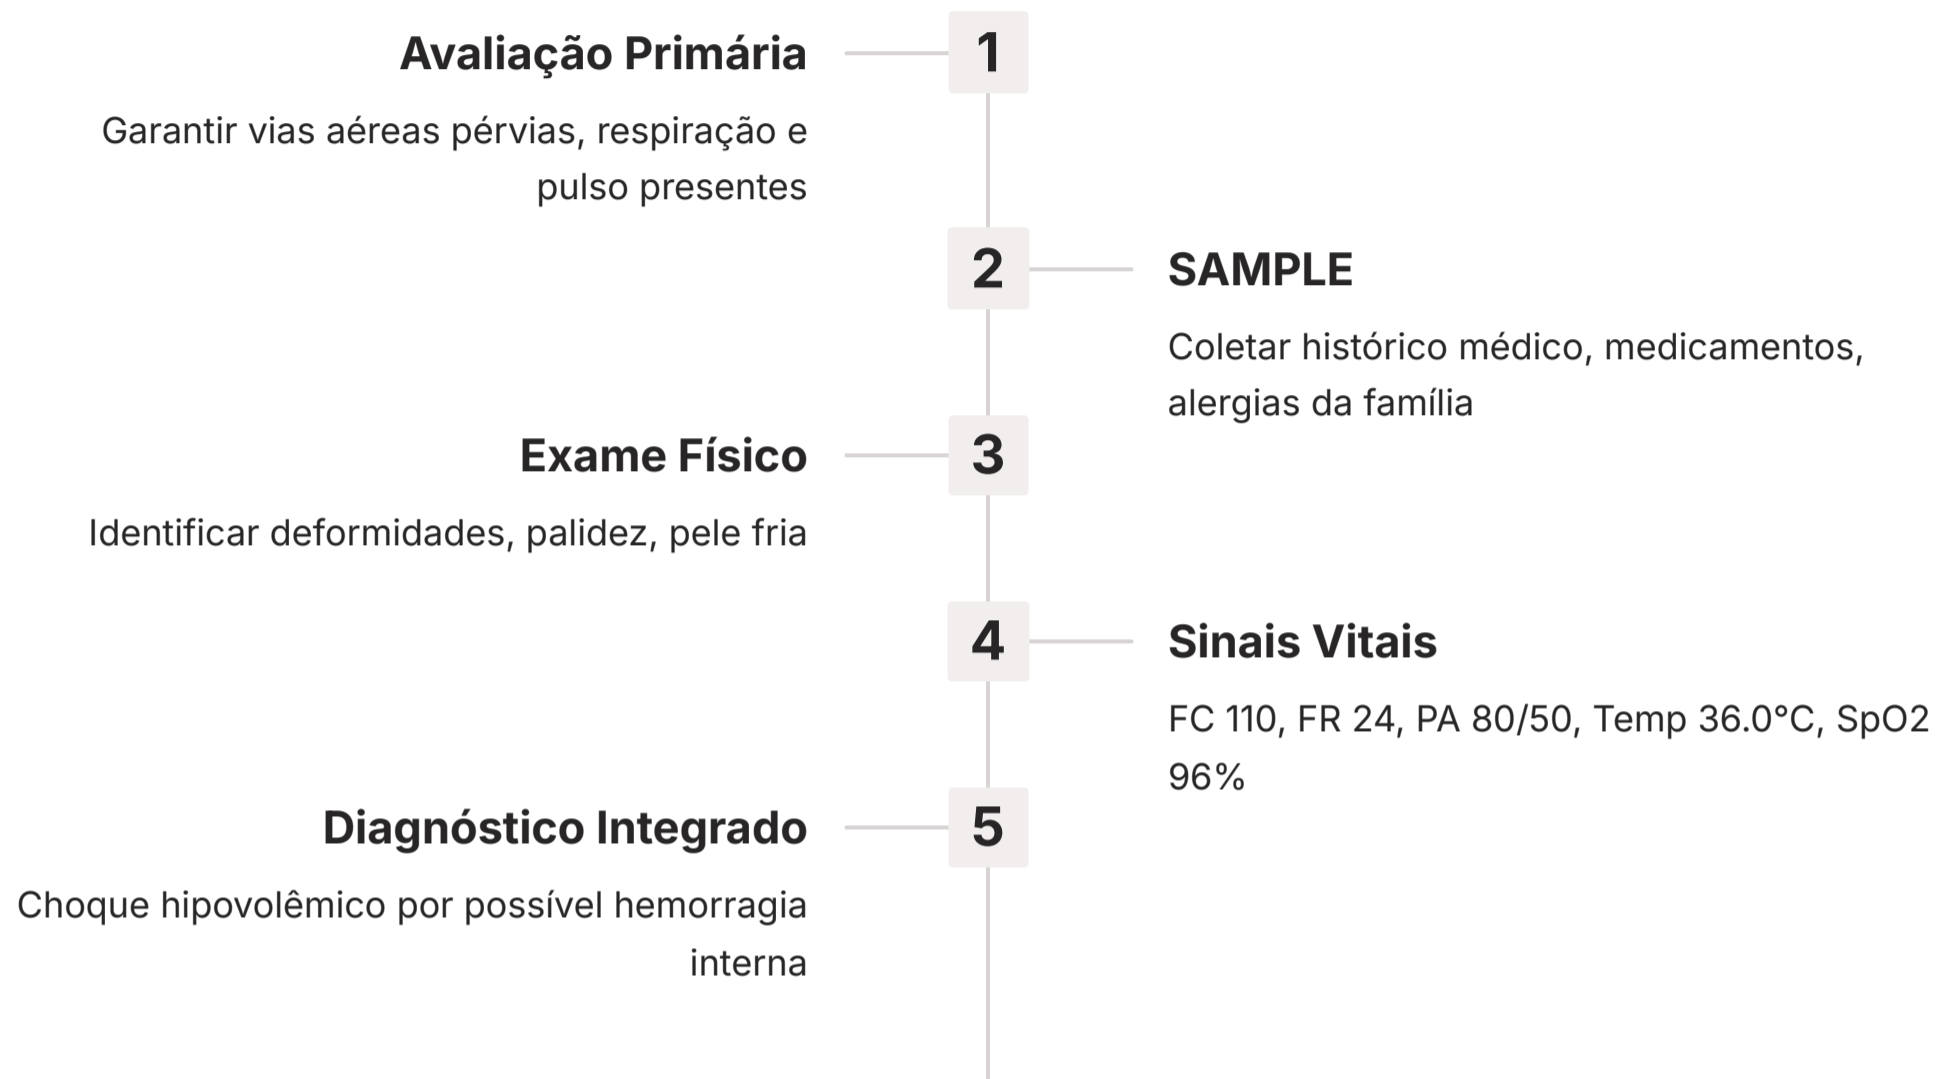 Avaliação Primária
1
Garantir vias aéreas pérvias, respiração e
pulso presentes
2
SAMPLE
Coletar histórico médico, medicamentos,
alergias da família
Exame Físico
3
Identificar deformidades, palidez, pele fria
4
Sinais Vitais
FC 110, FR 24, PA 80/50, Temp 36.0°C, SpO2
96%
Diagnóstico Integrado
5
Choque hipovolêmico por possível hemorragia
interna